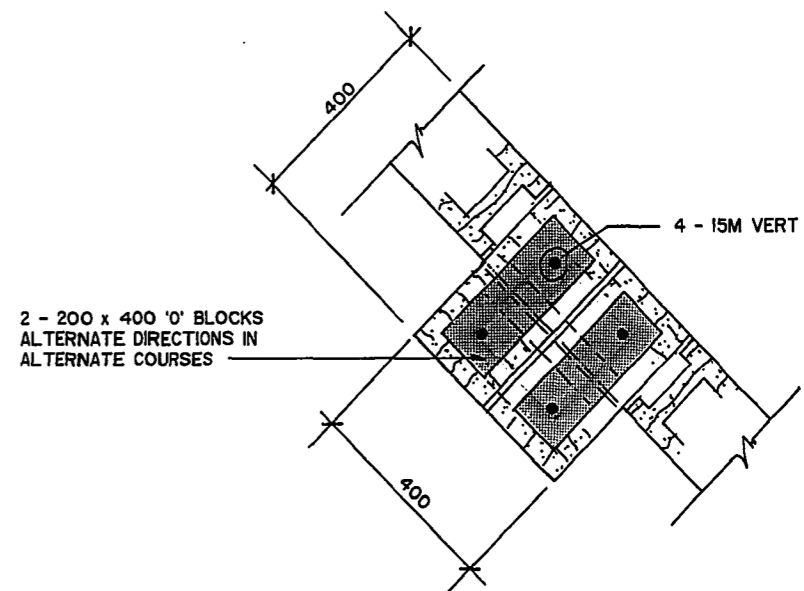 400
4 - 15M VERT
2 - 200 x 400 'O' BLOCKS
ALTERNATE DIRECTIONS IN
ALTERNATE COURSES
400